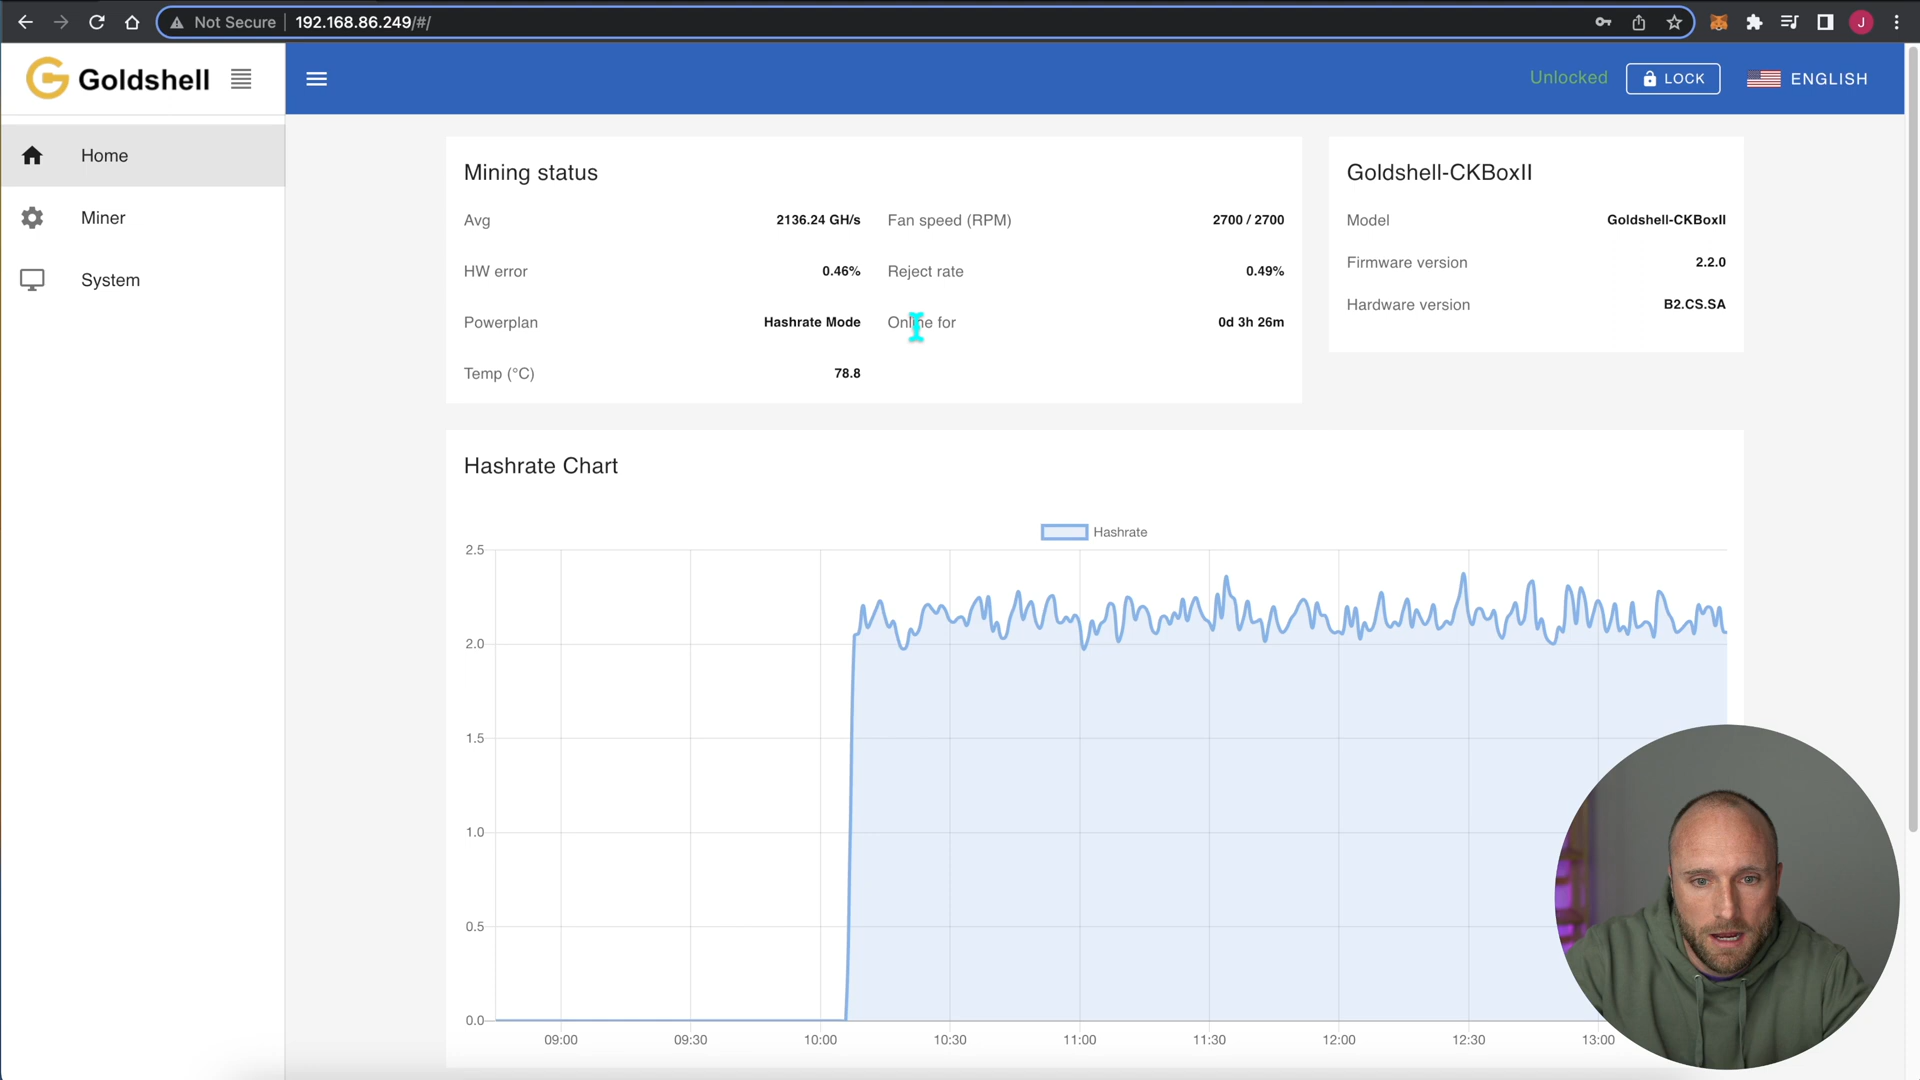 Not Secure 192.168.86.249/#/
J
Goldshell
Unlocked
LOCK
ENGLISH
Home
Miner
System
Mining status
Avg 2136.24 GH/s Fan speed (RPM) 2700 / 2700
HW error 0.46% Reject rate 0.49%
Powerplan Hashrate Mode Online for 0d 3h 26m
Temp (°C) 78.8
Goldshell-CKBoxII
Model Goldshell-CKBoxII
Firmware version 2.2.0
Hardware version B2.CS.SA
Hashrate Chart
Hashrate
2.5
2.0
1.5
1.0
0.5
0.0
09:00 09:30 10:00 10:30 11:00 11:30 12:00 12:30 13:00